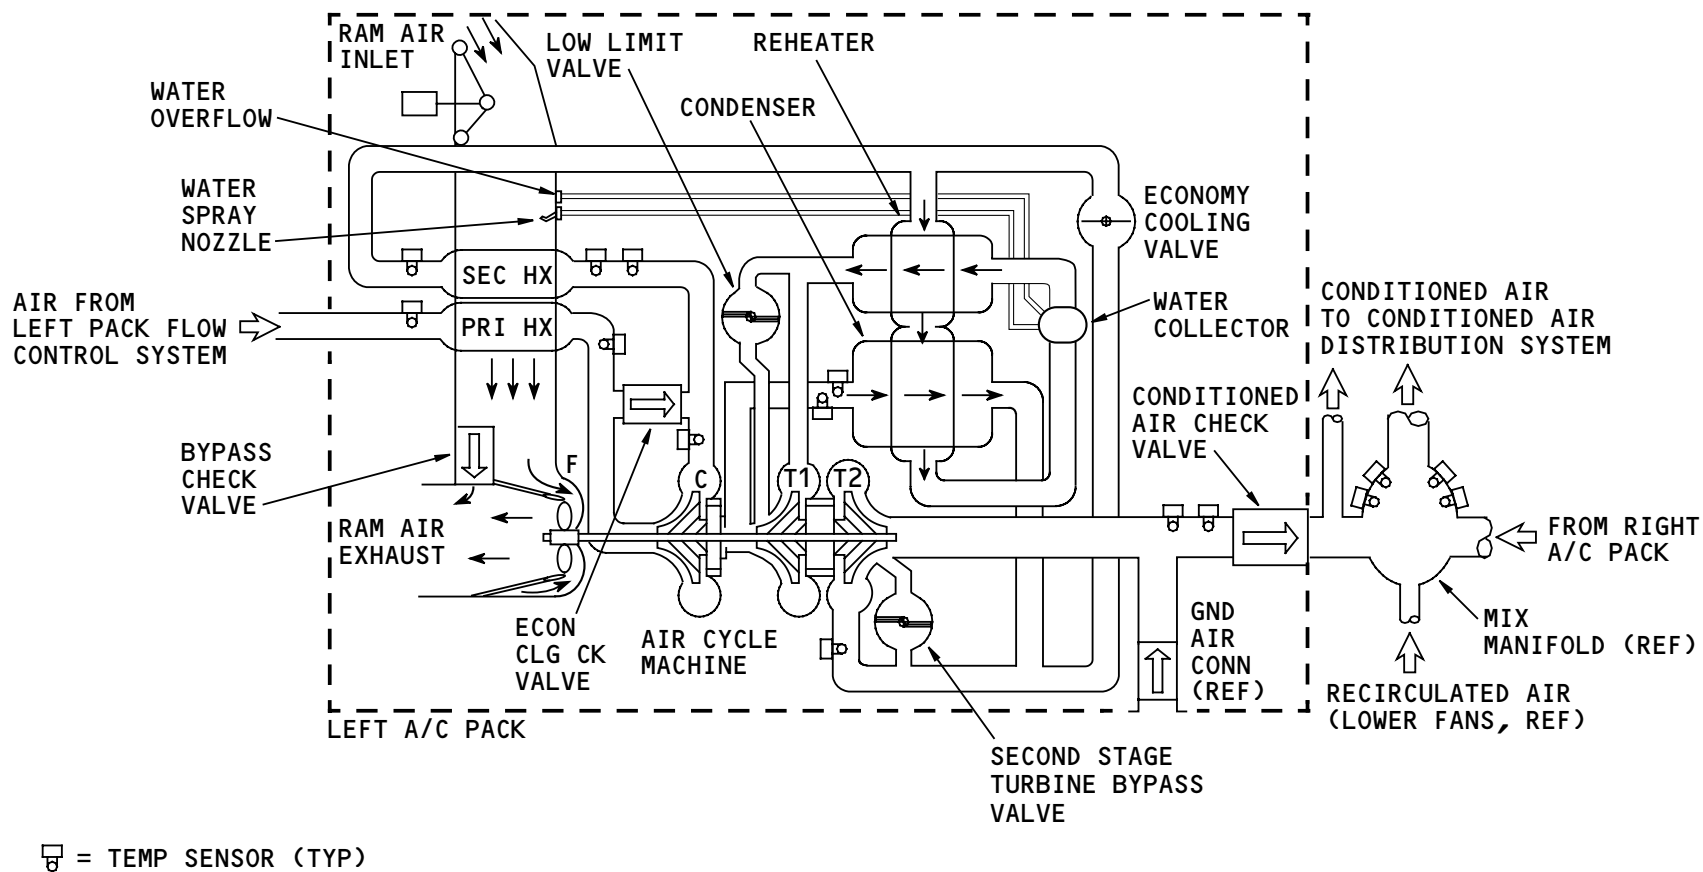 RAM AIR
INLET
LOW LIMIT
VALVE
REHEATER
WATER
OVERFLOW
CONDENSER
WATER
SPRAY
NOZZLE
ECONOMY
COOLING
VALVE
SEC HX
PRI HX
AIR FROM
LEFT PACK FLOW
CONTROL SYSTEM
WATER
COLLECTOR
CONDITIONED AIR
TO CONDITIONED AIR
DISTRIBUTION SYSTEM
CONDITIONED
AIR CHECK
VALVE
BYPASS
CHECK
VALVE
F
C
T1
T2
RAM AIR
EXHAUST
FROM RIGHT
A/C PACK
ECON
CLG CK
VALVE
AIR CYCLE
MACHINE
GND
AIR
CONN
(REF)
MIX
MANIFOLD (REF)
RECIRCULATED AIR
(LOWER FANS, REF)
LEFT A/C PACK
SECOND STAGE
TURBINE BYPASS
VALVE
= TEMP SENSOR (TYP)